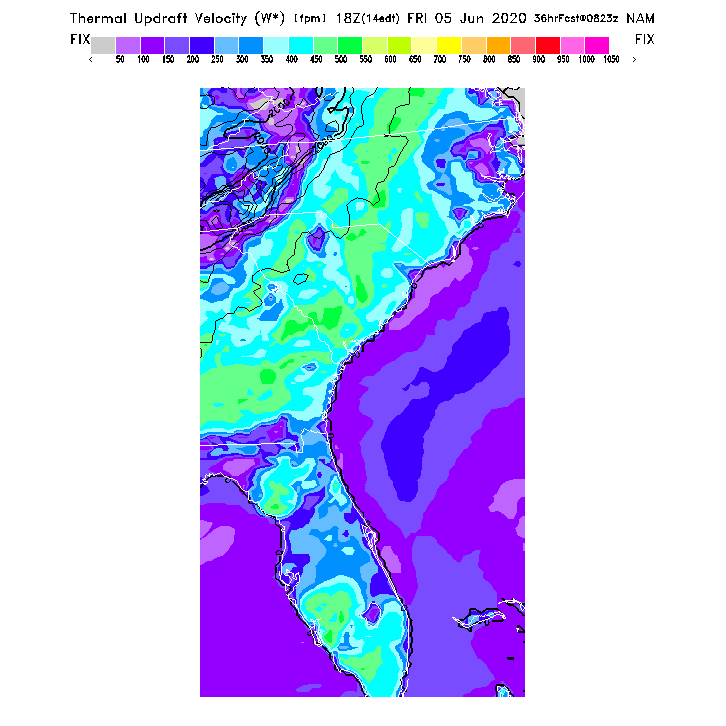 Thermal Updraft Velocity (W*) [fpm] 18Z(14edt) FRI 05 Jun 2020 36hrFcst@0823z NAM
FIX FIX
< 50 100 150 200 250 300 350 400 450 500 550 600 650 700 750 800 850 900 950 1000 1050 >